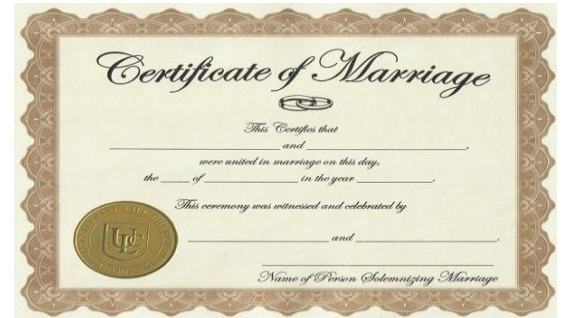 Certificate of Marriage
This Certifies that
and ,
were united in marriage on this day,
the of in the year .
This ceremony was witnessed and celebrated by
and ,
Name of Person Solemnizing Marriage